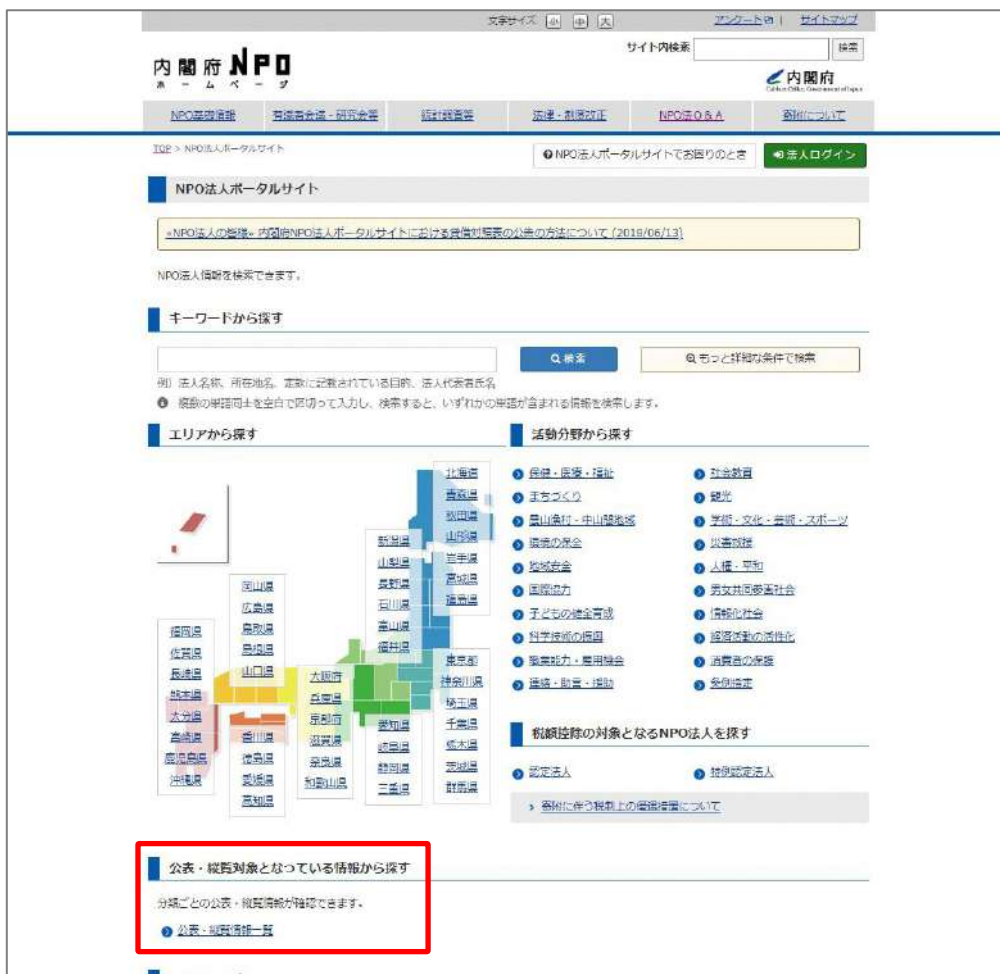 文字サイズ 小 中 大 アンケート | サイトマップ
サイト内検索 検索
内閣府 NPO
ホームページ
内閣府
Cabinet Office, Government of Japan
NPO基礎情報 有識者会議・研究会等 統計調査等 法律・制度改正 NPO法Q&A 寄附について
TOP > NPO法人ポータルサイト
NPO法人ポータルサイトでお困りのとき 法人ログイン
NPO法人ポータルサイト
«NPO法人の皆様» 内閣府NPO法人ポータルサイトにおける貸借対照表の公告の方法について (2019/06/13)
NPO法人情報を検索できます。
キーワードから探す
検索 もっと詳細な条件で検索
例）法人名称、所在地名、定款に記載されている目的、法人代表者氏名
複数の単語同士を空白で区切って入力し、検索すると、いずれかの単語が含まれる情報を検索します。
エリアから探す
北海道
青森県
秋田県
山形県
岩手県
宮城県
福島県
新潟県
山梨県
長野県
石川県
富山県
福井県
岡山県
広島県
鳥取県
島根県
山口県
福岡県
佐賀県
長崎県
熊本県
大分県
宮崎県
鹿児島県
沖縄県
香川県
徳島県
愛媛県
高知県
大阪府
兵庫県
京都府
滋賀県
奈良県
和歌山県
愛知県
岐阜県
静岡県
三重県
東京都
神奈川県
埼玉県
千葉県
栃木県
茨城県
群馬県
活動分野から探す
保健・医療・福祉 社会教育
まちづくり 観光
農山漁村・中山間地域 学術・文化・芸術・スポーツ
環境の保全 災害救援
地域安全 人権・平和
国際協力 男女共同参画社会
子どもの健全育成 情報化社会
科学技術の振興 経済活動の活性化
職業能力・雇用機会 消費者の保護
連絡・助言・援助 条例指定
税額控除の対象となるNPO法人を探す
認定法人 特例認定法人
寄附に伴う税制上の優遇措置について
公表・縦覧対象となっている情報から探す
分類ごとの公表・縦覧情報が確認できます。
公表・縦覧情報一覧